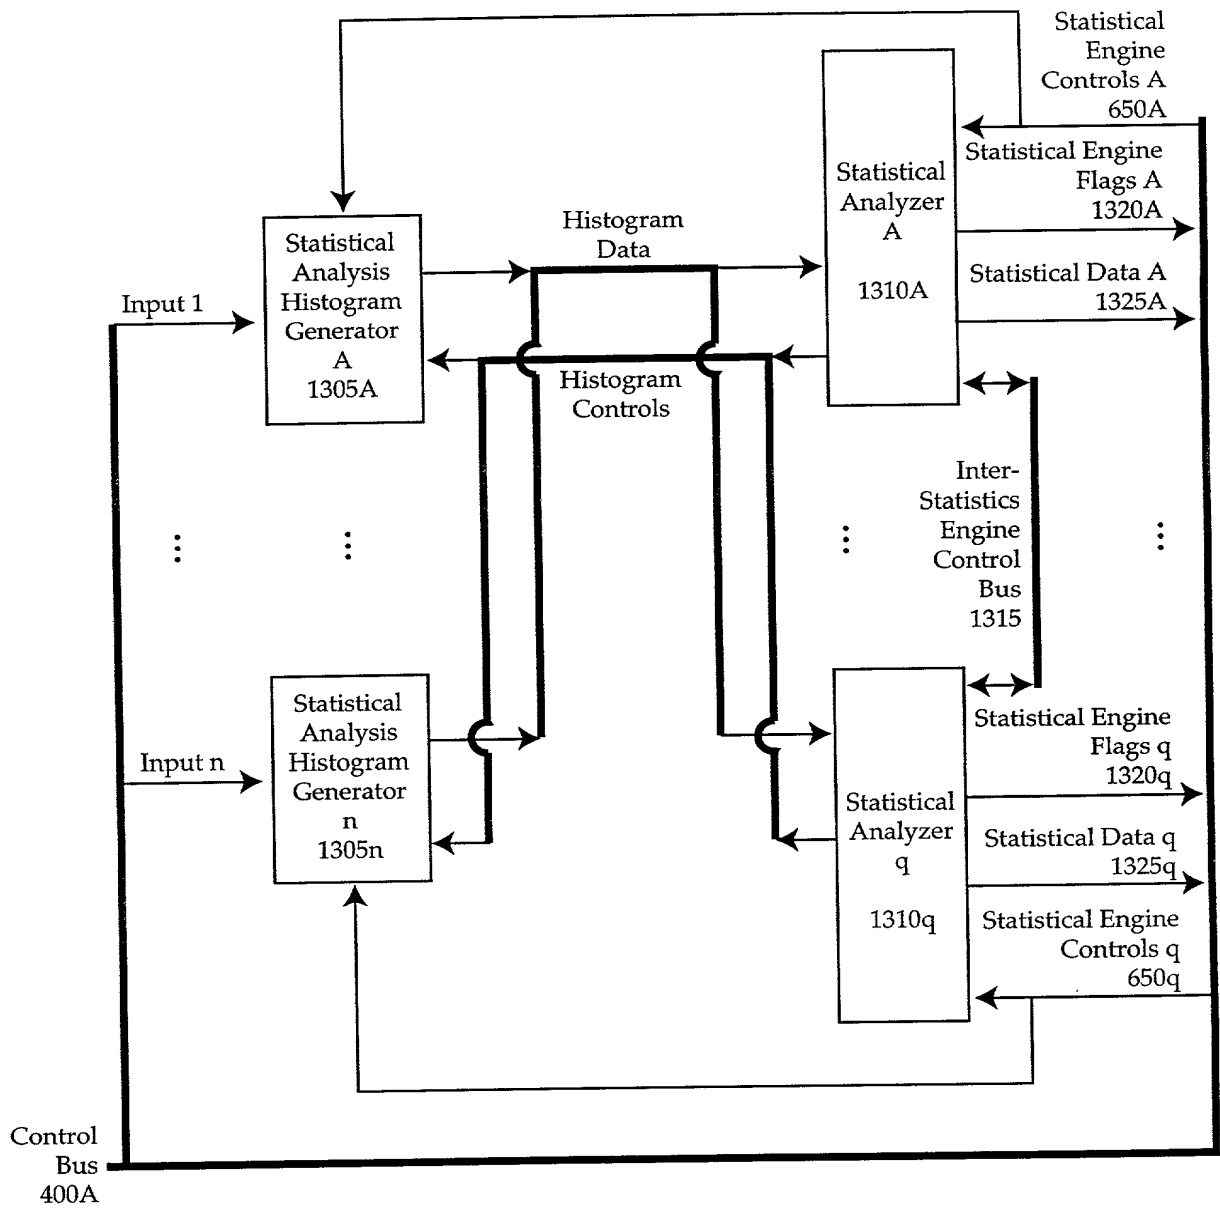 Statistical
Engine
Controls A
650A
Statistical Engine
Flags A
1320A
Statistical Data A
1325A
Statistical
Analyzer
A
1310A
Histogram
Data
Statistical
Analysis
Histogram
Generator
A
1305A
Input 1
Histogram
Controls
Inter-
Statistics
Engine
Control
Bus
1315
Statistical
Analysis
Histogram
Generator
n
1305n
Input n
Statistical Engine
Flags q
1320q
Statistical
Analyzer
q
1310q
Statistical Data q
1325q
Statistical Engine
Controls q
650q
Control
Bus
400A